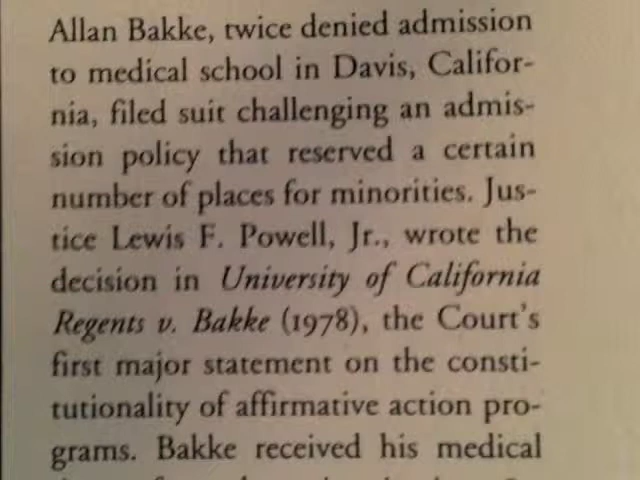 Allan Bakke, twice denied admission
to medical school in Davis, Califor-
nia, filed suit challenging an admis-
sion policy that reserved a certain
number of places for minorities. Jus-
tice Lewis F. Powell, Jr., wrote the
decision in University of California
Regents v. Bakke (1978), the Court's
first major statement on the consti-
tutionality of affirmative action pro-
grams. Bakke received his medical